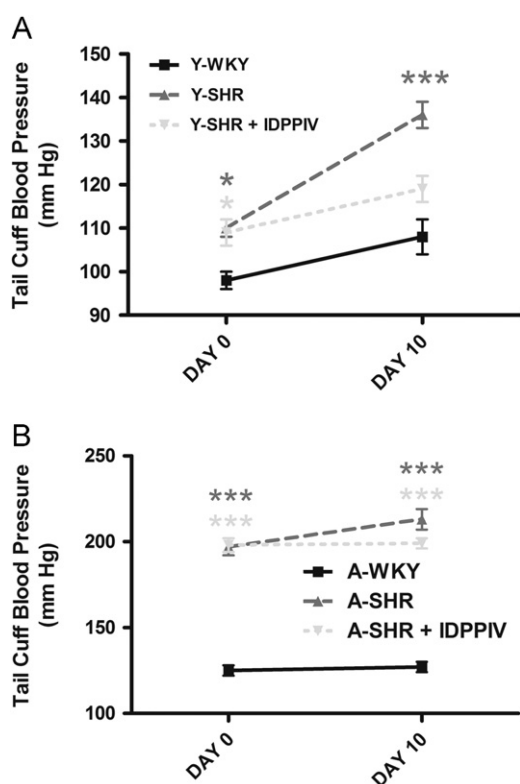 A
Tail Cuff Blood Pressure
(mm Hg)
150
140
130
120
110
100
90
Y-WKY
Y-SHR
Y-SHR + IDPPIV
***
*
*
DAY 0
DAY 10
B
Tail Cuff Blood Pressure
(mm Hg)
250
200
150
100
***
***
***
***
A-WKY
A-SHR
A-SHR + IDPPIV
DAY 0
DAY 10